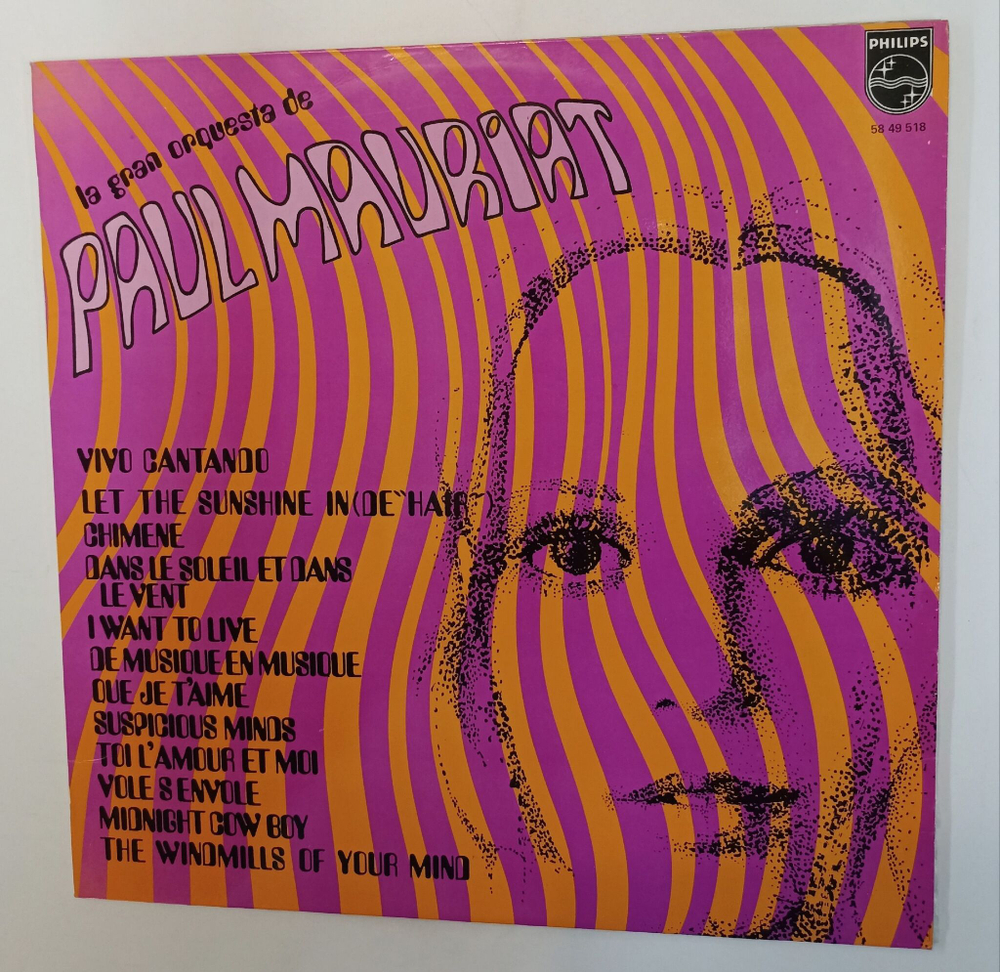 PHILIPS
58 49 518
la gran orquesta de
PAUL MAURIAT
VIVO CANTANDO
LET THE SUNSHINE IN (DE "HAIR")
CHIMENE
DANS LE SOLEIL ET DANS
LE VENT
I WANT TO LIVE
DE MUSIQUE EN MUSIQUE
QUE JE T'AIME
SUSPICIOUS MINDS
TOI L'AMOUR ET MOI
VOLE S ENVOLE
MIDNIGHT COW BOY
THE WINDMILLS OF YOUR MIND